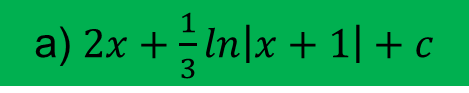 a) 2x + 1/3 ln|x + 1| + c